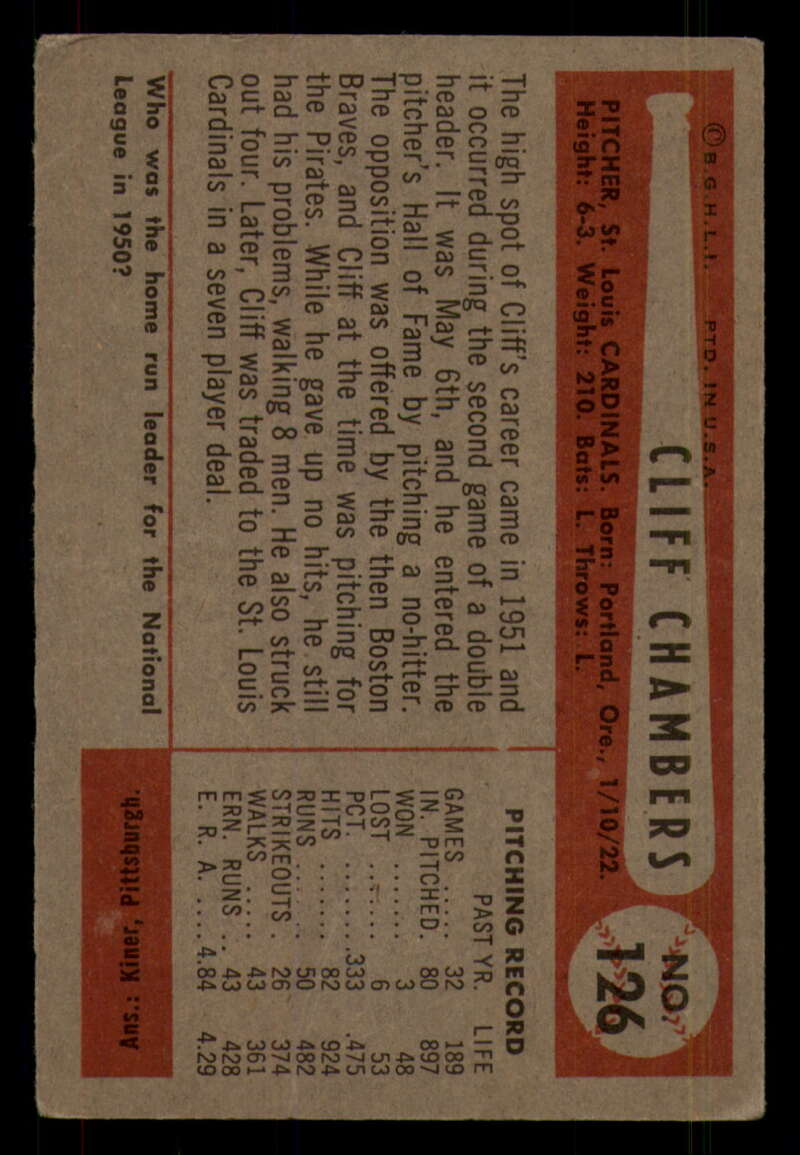 © B.G.H.L.I. PTD. IN U.S.A.
CLIFF CHAMBERS
NO. 126
PITCHER, St. Louis CARDINALS. Born: Portland, Ore., 1/10/22.
Height: 6-3. Weight: 210. Bats: L. Throws: L.
The high spot of Cliff's career came in 1951 and
it occurred during the second game of a double
header. It was May 6th, and he entered the
pitcher's Hall of Fame by pitching a no-hitter.
The opposition was offered by the then Boston
Braves, and Cliff at the time was pitching for
the Pirates. While he gave up no hits, he still
had his problems, walking 8 men. He also struck
out four. Later, Cliff was traded to the St. Louis
Cardinals in a seven player deal.
PITCHING RECORD
PAST YR. LIFE
GAMES ..... 32 189
IN. PITCHED. 80 897
WON ...... 3 48
LOST ...... 6 53
PCT. ....... .333 .475
HITS ....... 82 924
RUNS ...... 50 482
STRIKEOUTS . 26 374
WALKS ..... 43 361
ERN. RUNS .. 43 428
E. R. A. .... 4.84 4.29
Who was the home run leader for the National
League in 1950?
Ans.: Kiner, Pittsburgh.